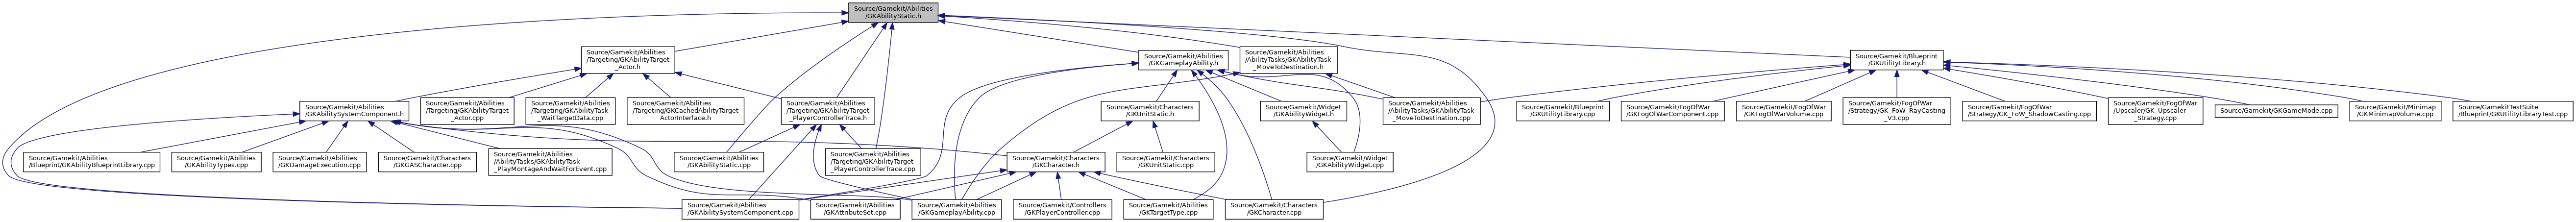 Source/Gamekit/Abilities
/GKAbilityStatic.h
Source/Gamekit/Abilities
/Targeting/GKAbilityTarget
_Actor.h
Source/Gamekit/Abilities
/GKGameplayAbility.h
Source/Gamekit/Abilities
/AbilityTasks/GKAbilityTask
_MoveToDestination.h
Source/Gamekit/Blueprint
/GKUtilityLibrary.h
Source/Gamekit/Abilities
/GKAbilitySystemComponent.h
Source/Gamekit/Abilities
/Targeting/GKAbilityTarget
_Actor.cpp
Source/Gamekit/Abilities
/Targeting/GKAbilityTask
_WaitTargetData.cpp
Source/Gamekit/Abilities
/Targeting/GKCachedAbilityTarget
ActorInterface.h
Source/Gamekit/Abilities
/Targeting/GKAbilityTarget
_PlayerControllerTrace.h
Source/Gamekit/Characters
/GKUnitStatic.h
Source/Gamekit/Widget
/GKAbilityWidget.h
Source/Gamekit/Abilities
/AbilityTasks/GKAbilityTask
_MoveToDestination.cpp
Source/Gamekit/Blueprint
/GKUtilityLibrary.cpp
Source/Gamekit/FogOfWar
/GKFogOfWarComponent.cpp
Source/Gamekit/FogOfWar
/GKFogOfWarVolume.cpp
Source/Gamekit/FogOfWar
/Strategy/GK_FoW_RayCasting
_V3.cpp
Source/Gamekit/FogOfWar
/Strategy/GK_FoW_ShadowCasting.cpp
Source/Gamekit/FogOfWar
/Upscaler/GK_Upscaler
_Strategy.cpp
Source/Gamekit/GKGameMode.cpp
Source/Gamekit/Minimap
/GKMinimapVolume.cpp
Source/GamekitTestSuite
/Blueprint/GKUtilityLibraryTest.cpp
Source/Gamekit/Abilities
/Blueprint/GKAbilityBlueprintLibrary.cpp
Source/Gamekit/Abilities
/GKAbilityTypes.cpp
Source/Gamekit/Abilities
/GKDamageExecution.cpp
Source/Gamekit/Characters
/GKGASCharacter.cpp
Source/Gamekit/Abilities
/AbilityTasks/GKAbilityTask
_PlayMontageAndWaitForEvent.cpp
Source/Gamekit/Abilities
/GKAbilityStatic.cpp
Source/Gamekit/Abilities
/Targeting/GKAbilityTarget
_PlayerControllerTrace.cpp
Source/Gamekit/Characters
/GKCharacter.h
Source/Gamekit/Characters
/GKUnitStatic.cpp
Source/Gamekit/Widget
/GKAbilityWidget.cpp
Source/Gamekit/Abilities
/GKAbilitySystemComponent.cpp
Source/Gamekit/Abilities
/GKAttributeSet.cpp
Source/Gamekit/Abilities
/GKGameplayAbility.cpp
Source/Gamekit/Controllers
/GKPlayerController.cpp
Source/Gamekit/Abilities
/GKTargetType.cpp
Source/Gamekit/Characters
/GKCharacter.cpp